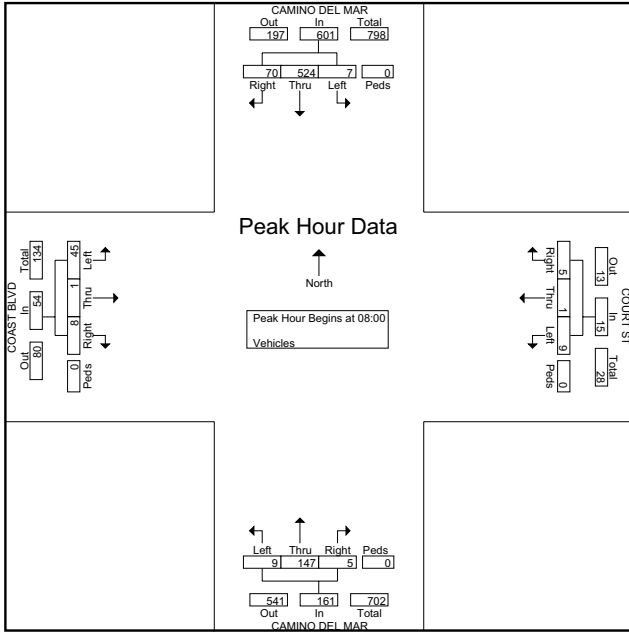 CAMINO DEL MAR
Out In Total
197 601 798
70 524 7 0
Right Thru Left Peds
Peak Hour Data
North
Peak Hour Begins at 08:00
Vehicles
COAST BLVD
Total In Out
134 54 80
45 1 8 0
Left Thru Right Peds
COURT ST
Out In Total
13 15 28
5 1 9 0
Right Thru Left Peds
Left Thru Right Peds
9 147 5 0
541 161 702
Out In Total
CAMINO DEL MAR